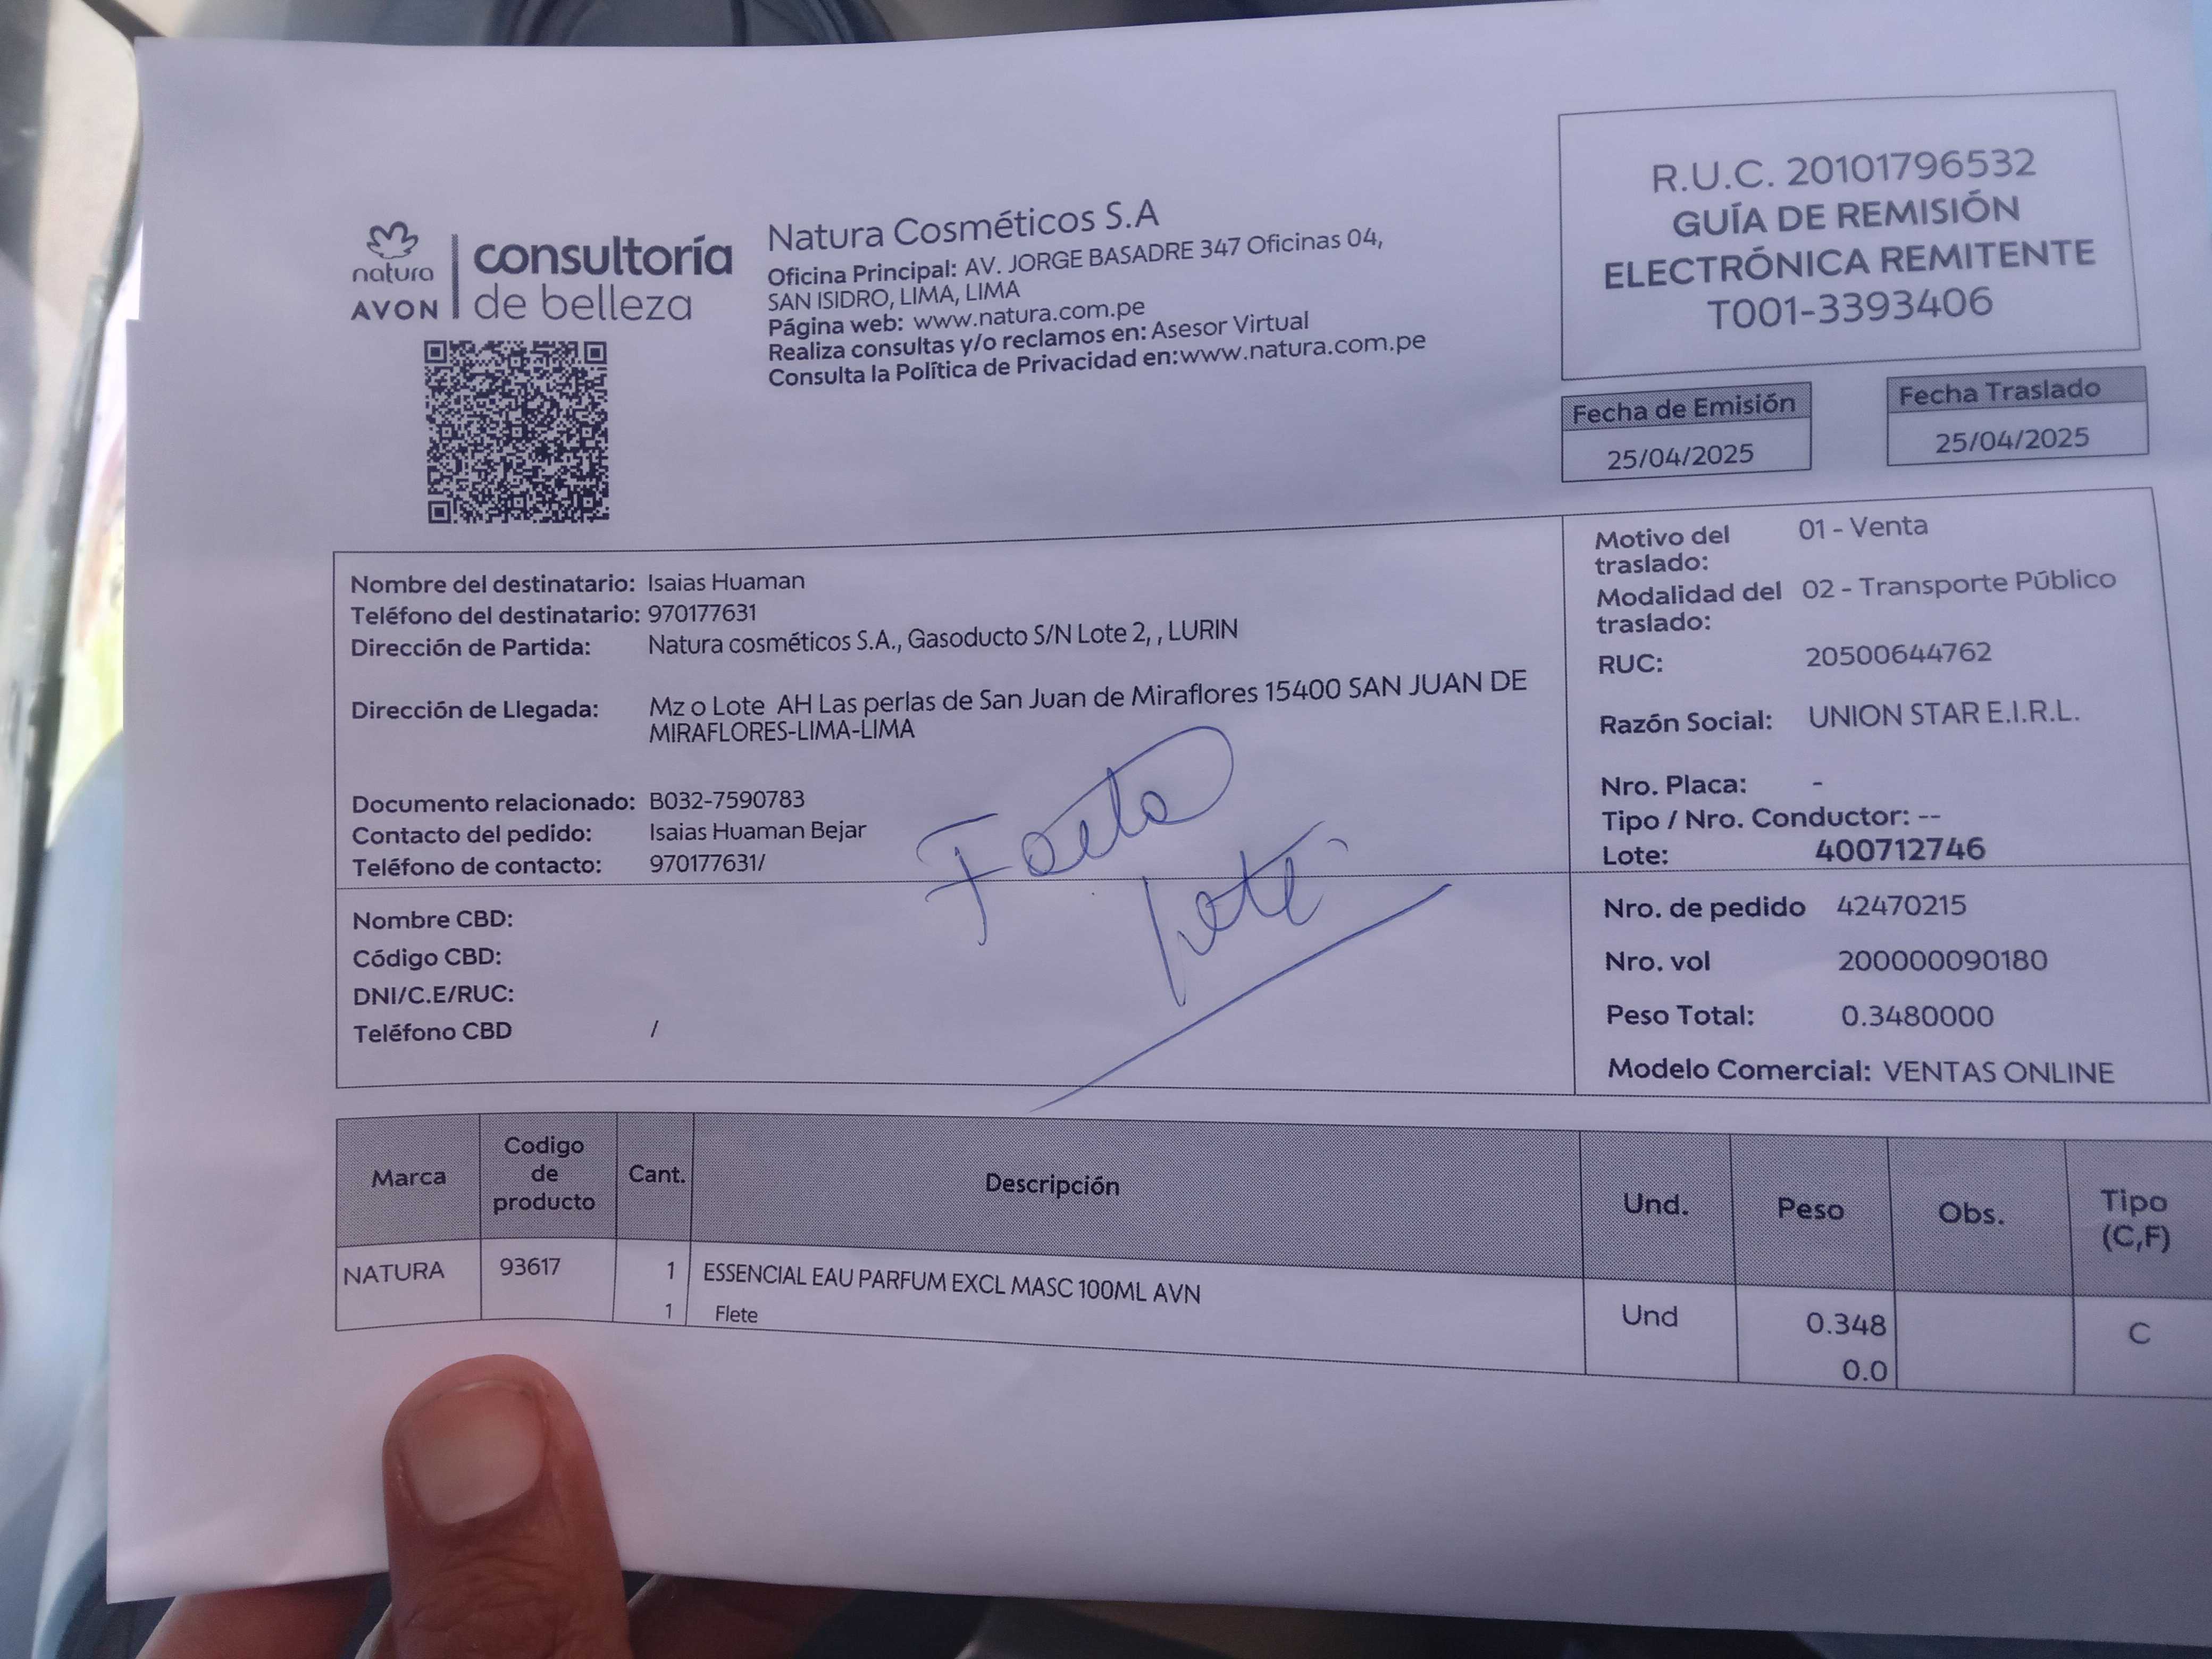 natura
AVON
consultoría
de belleza
Natura Cosméticos S.A
Oficina Principal: AV. JORGE BASADRE 347 Oficinas 04,
SAN ISIDRO, LIMA, LIMA
Página web: www.natura.com.pe
Realiza consultas y/o reclamos en: Asesor Virtual
Consulta la Política de Privacidad en:www.natura.com.pe
R.U.C. 20101796532
GUÍA DE REMISIÓN
ELECTRÓNICA REMITENTE
T001-3393406
Fecha de Emisión
25/04/2025
Fecha Traslado
25/04/2025
Nombre del destinatario: Isaias Huaman
Teléfono del destinatario: 970177631
Dirección de Partida: Natura cosméticos S.A., Gasoducto S/N Lote 2, , LURIN
Dirección de Llegada: Mz o Lote AH Las perlas de San Juan de Miraflores 15400 SAN JUAN DE
MIRAFLORES-LIMA-LIMA
Documento relacionado: B032-7590783
Contacto del pedido: Isaias Huaman Bejar
Teléfono de contacto: 970177631/
Nombre CBD:
Código CBD:
DNI/C.E/RUC:
Teléfono CBD /
Falta
lote
Motivo del 01 - Venta
traslado:
Modalidad del 02 - Transporte Público
traslado:
RUC: 20500644762
Razón Social: UNION STAR E.I.R.L.
Nro. Placa: -
Tipo / Nro. Conductor: --
Lote: 400712746
Nro. de pedido 42470215
Nro. vol 200000090180
Peso Total: 0.3480000
Modelo Comercial: VENTAS ONLINE
Marca Codigo de producto Cant. Descripción Und. Peso Obs. Tipo (C,F)
NATURA 93617 1 ESSENCIAL EAU PARFUM EXCL MASC 100ML AVN Und 0.348 C
1 Flete 0.0